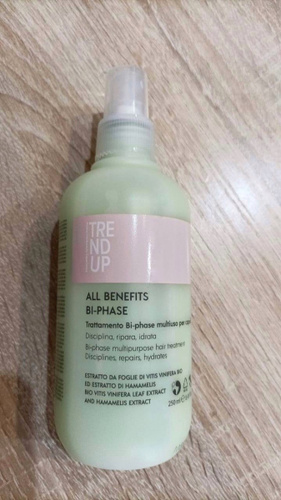 TRE
ND
UP
ALL BENEFITS
BI-PHASE
Trattamento Bi-phase multiuso per
Disciplina, ripara, idrata
Bi-phase multipurpose hair treatment
Disciplines, repairs, hydrates
ESTRATTO DA FOGLIE DI VITIS VINIFERA BIO
ED ESTRATTO DI HAMAMELIS
BIO VITIS VINIFERA LEAF EXTRACT
AND HAMAMELIS EXTRACT
250 ml